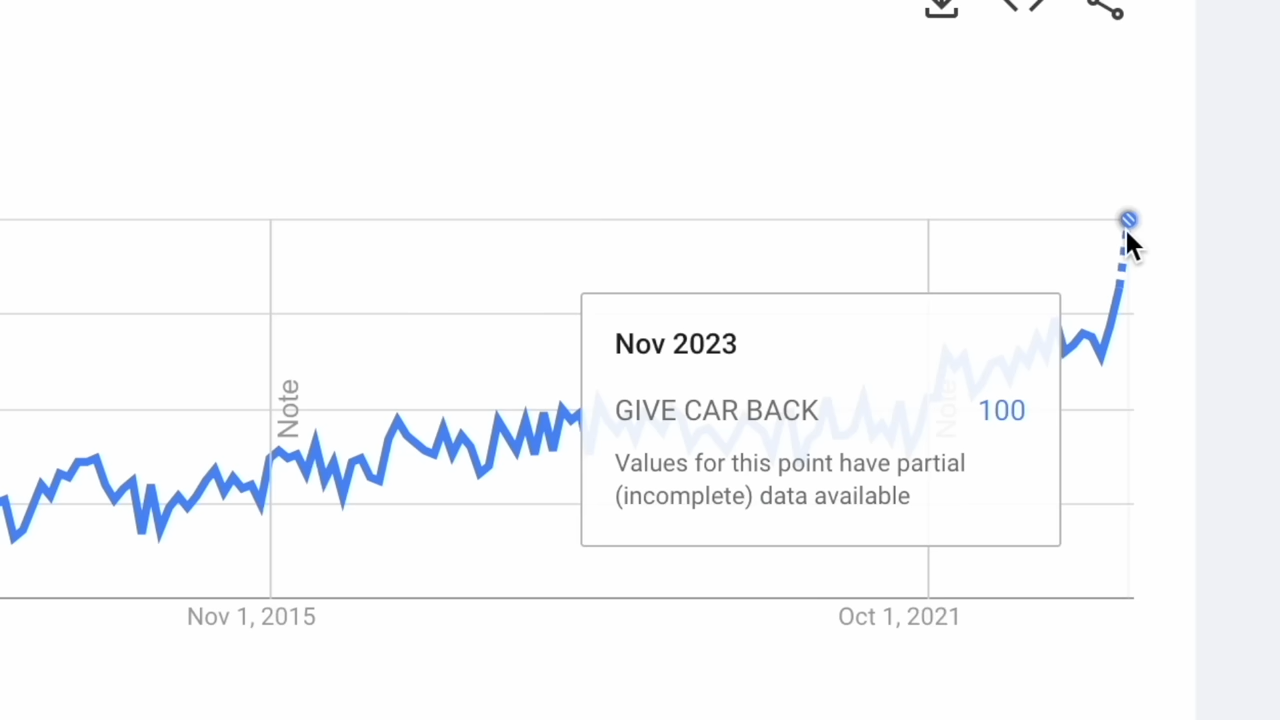 Note
Nov 2023
GIVE CAR BACK 100
Note
Values for this point have partial
(incomplete) data available
Nov 1, 2015
Oct 1, 2021